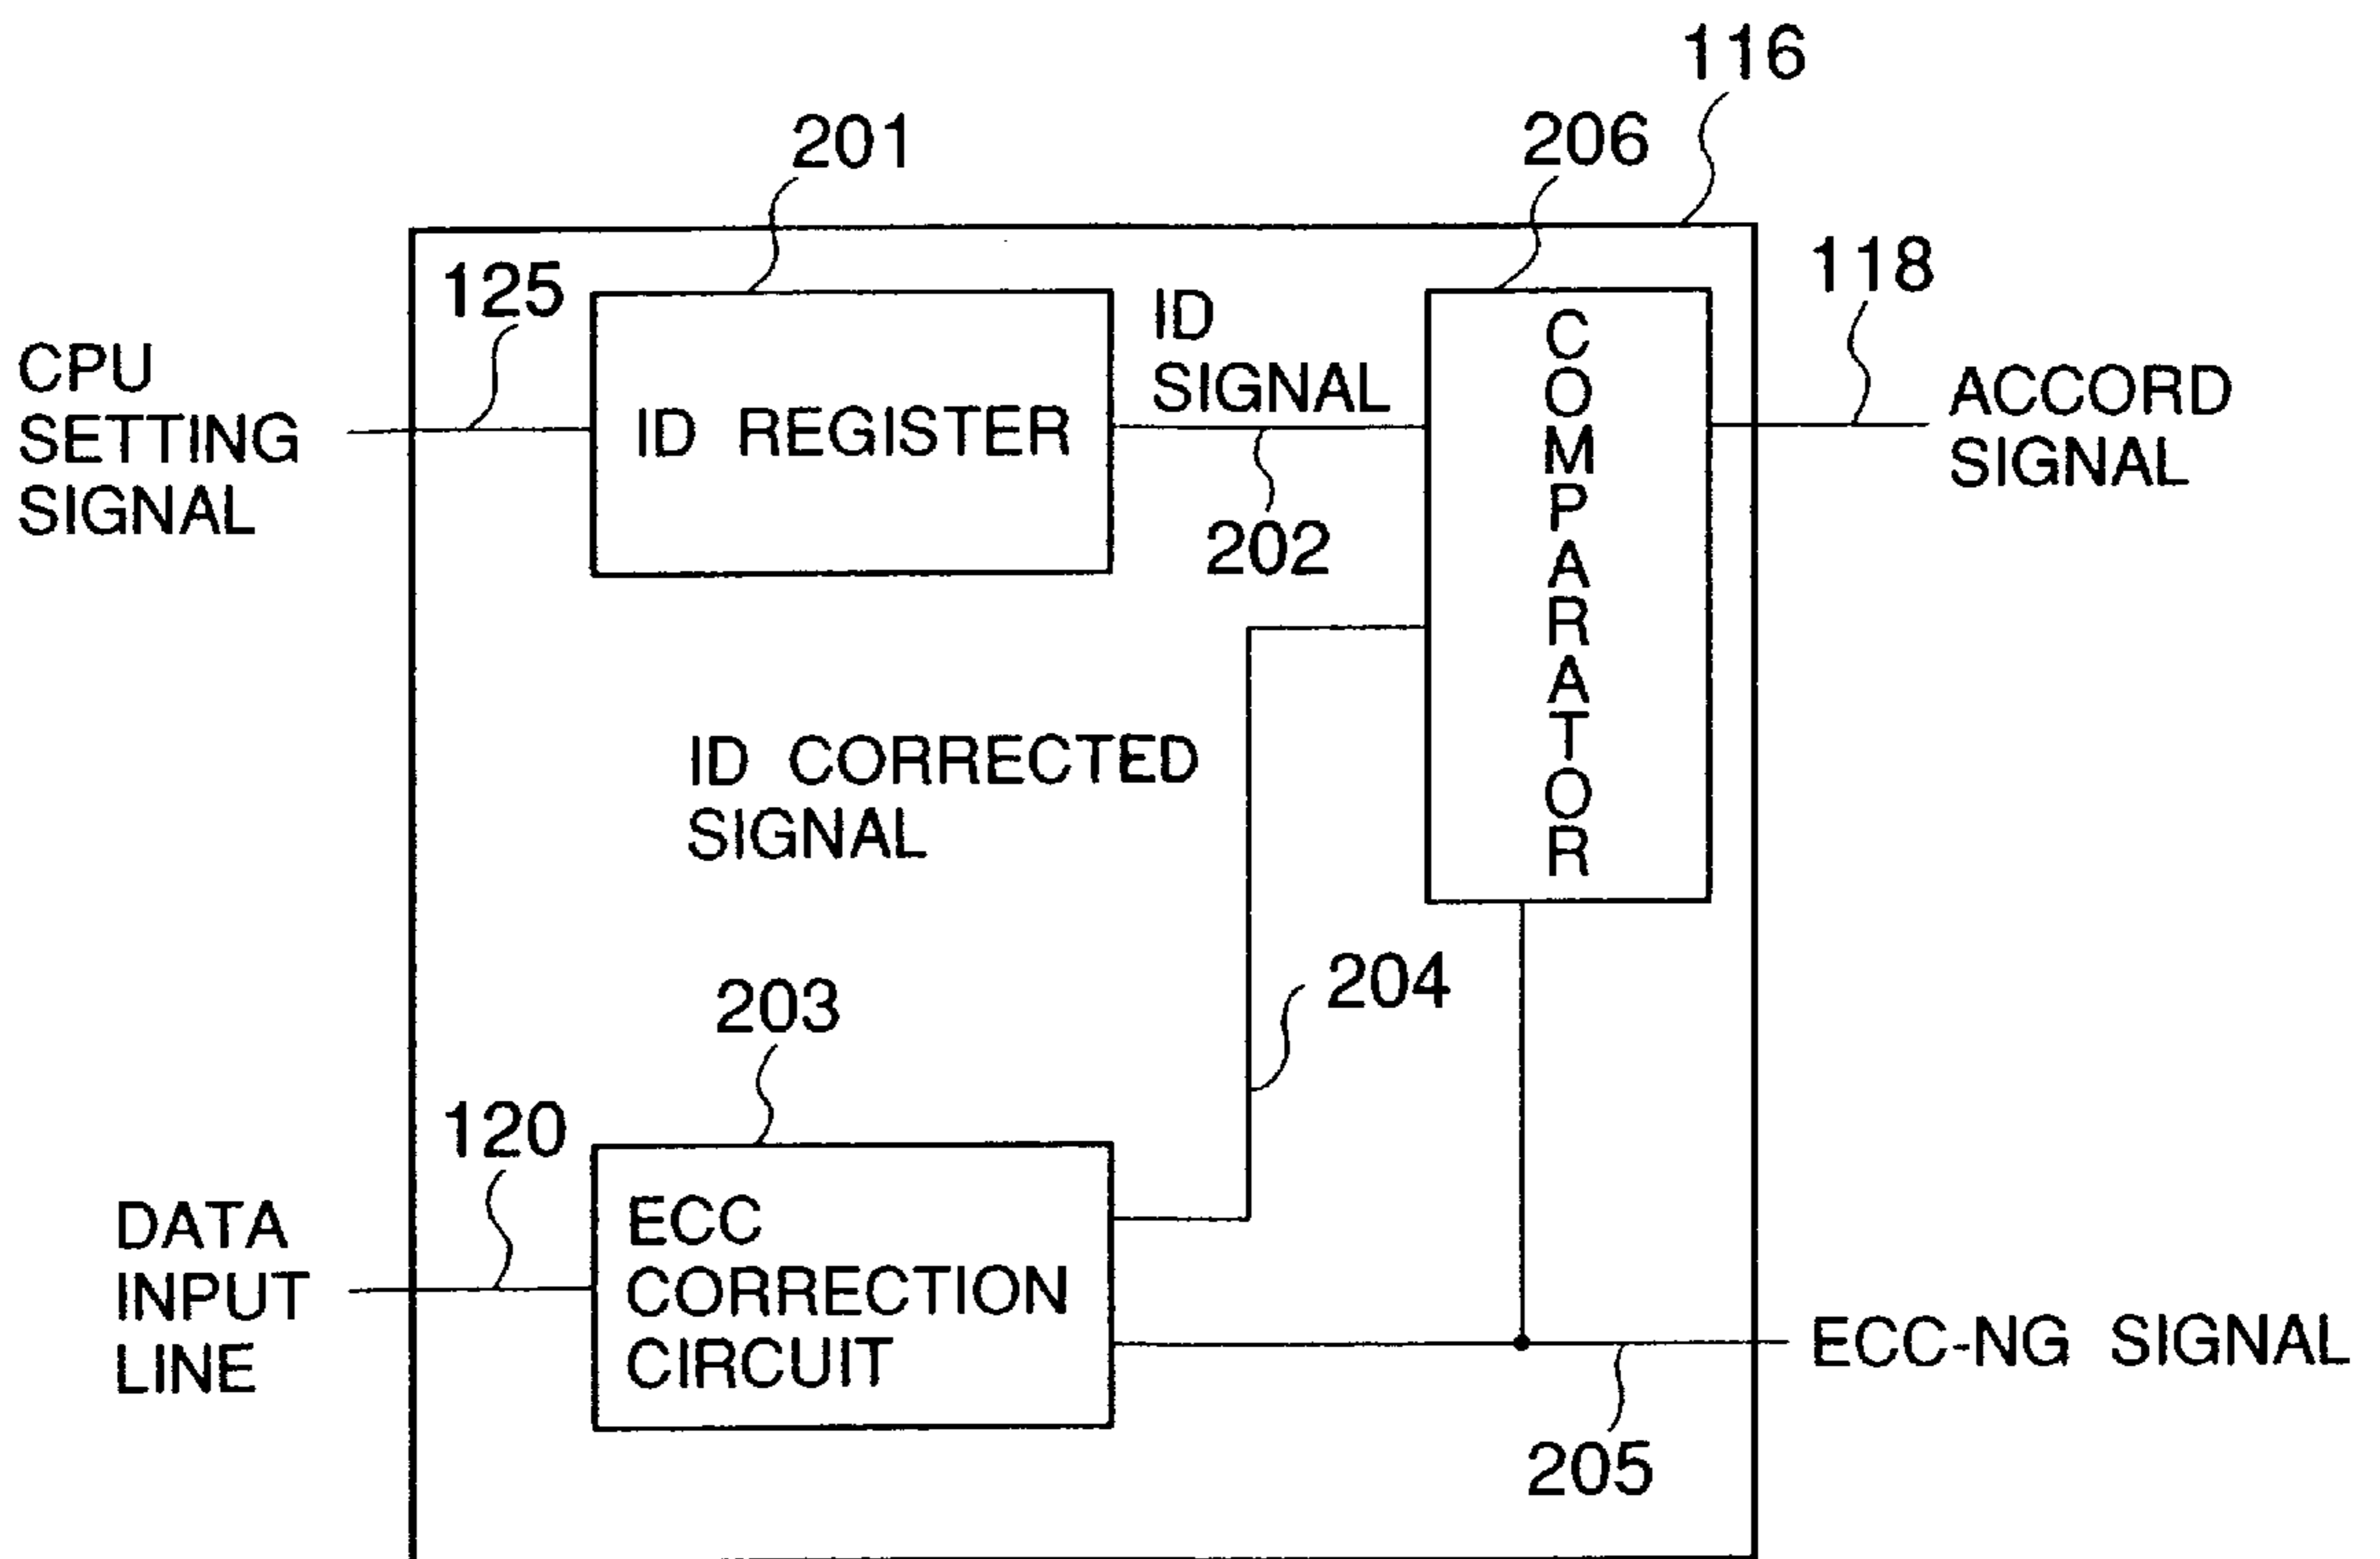 116
201
206
125
118
CPU
SETTING
SIGNAL
ID REGISTER
ID
SIGNAL
202
COMPARATOR
ACCORD
SIGNAL
ID CORRECTED
SIGNAL
204
203
120
DATA
INPUT
LINE
ECC
CORRECTION
CIRCUIT
ECC-NG SIGNAL
205